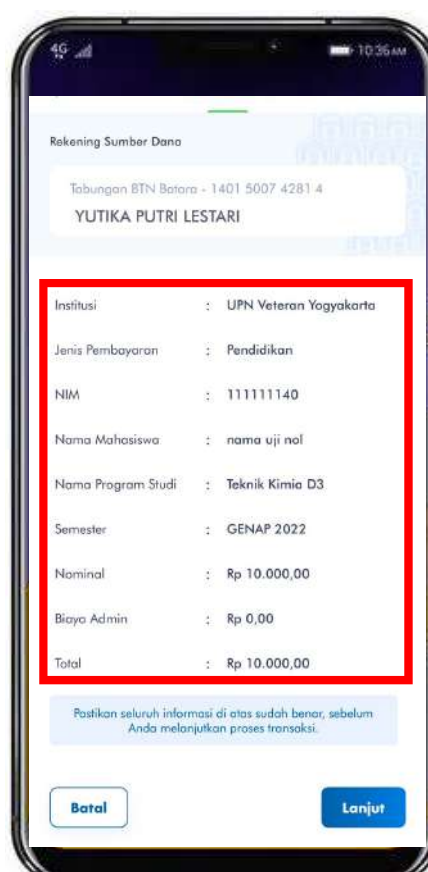 4G 10:36 AM
Rekening Sumber Dana
Tabungan BTN Batara - 1401 5007 4281 4
YUTIKA PUTRI LESTARI
Institusi : UPN Veteran Yogyakarta
Jenis Pembayaran : Pendidikan
NIM : 111111140
Nama Mahasiswa : nama uji nol
Nama Program Studi : Teknik Kimia D3
Semester : GENAP 2022
Nominal : Rp 10.000,00
Biaya Admin : Rp 0,00
Total : Rp 10.000,00
Pastikan seluruh informasi di atas sudah benar, sebelum
Anda melanjutkan proses transaksi.
Batal Lanjut